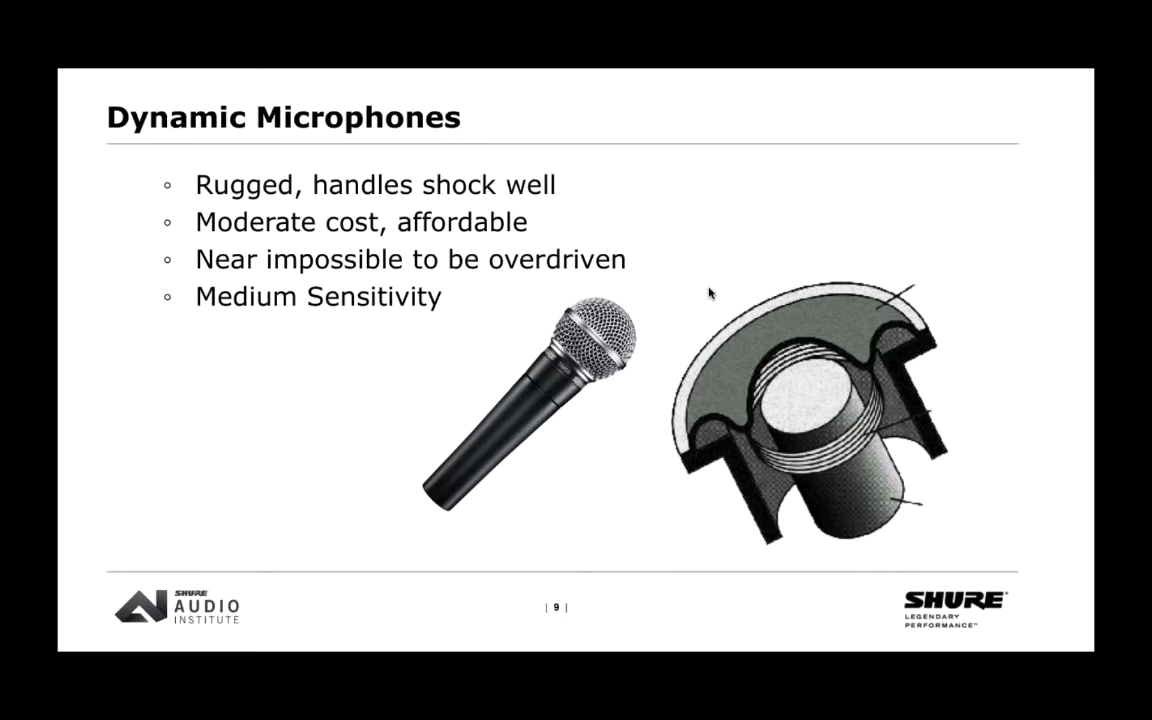 Dynamic Microphones
◦ Rugged, handles shock well
◦ Moderate cost, affordable
◦ Near impossible to be overdriven
◦ Medium Sensitivity
SHURE
AUDIO
INSTITUTE
| 9 |
SHURE®
LEGENDARY
PERFORMANCE™